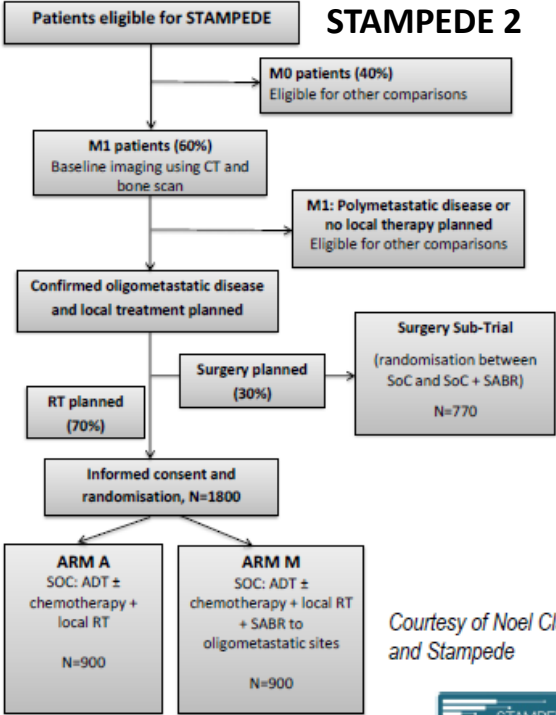 Patients eligible for STAMPEDE
STAMPEDE 2
M0 patients (40%)
Eligible for other comparisons
M1 patients (60%)
Baseline imaging using CT and
bone scan
M1: Polymetastatic disease or
no local therapy planned
Eligible for other comparisons
Confirmed oligometastatic disease
and local treatment planned
Surgery Sub-Trial
(randomisation between
SoC and SoC + SABR)
N=770
Surgery planned
(30%)
RT planned
(70%)
Informed consent and
randomisation, N=1800
ARM A
SOC: ADT ±
chemotherapy +
local RT
N=900
ARM M
SOC: ADT ±
chemotherapy + local RT
+ SABR to
oligometastatic sites
N=900
Courtesy of Noel Cl
and Stampede